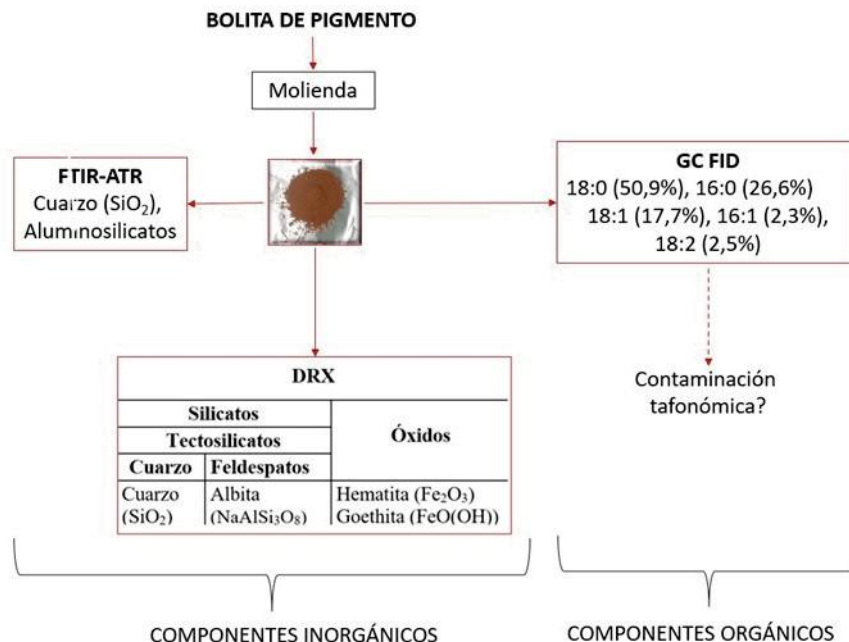 BOLITA DE PIGMENTO
Molienda
FTIR-ATR
Cuarzo (SiO₂),
Aluminosilicatos
GC FID
18:0 (50,9%), 16:0 (26,6%)
18:1 (17,7%), 16:1 (2,3%),
18:2 (2,5%)
Contaminación
tafonómica?
DRX
Silicatos
Óxidos
Tectosilicatos
Cuarzo
Feldespatos
Cuarzo
(SiO₂)
Albita
(NaAlSi₃O₈)
Hematita (Fe₂O₃)
Goethita (FeO(OH))
COMPONENTES INORGÁNICOS
COMPONENTES ORGÁNICOS